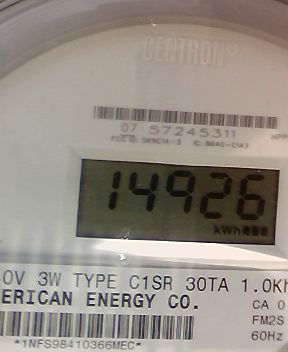 CENTRON®
07 57245311
14926
kWh
0V 3W TYPE C1SR 30TA 1.0Kh
ERICAN ENERGY CO.
CA 0
FM2S
60Hz
*1NFS98410366MEC*